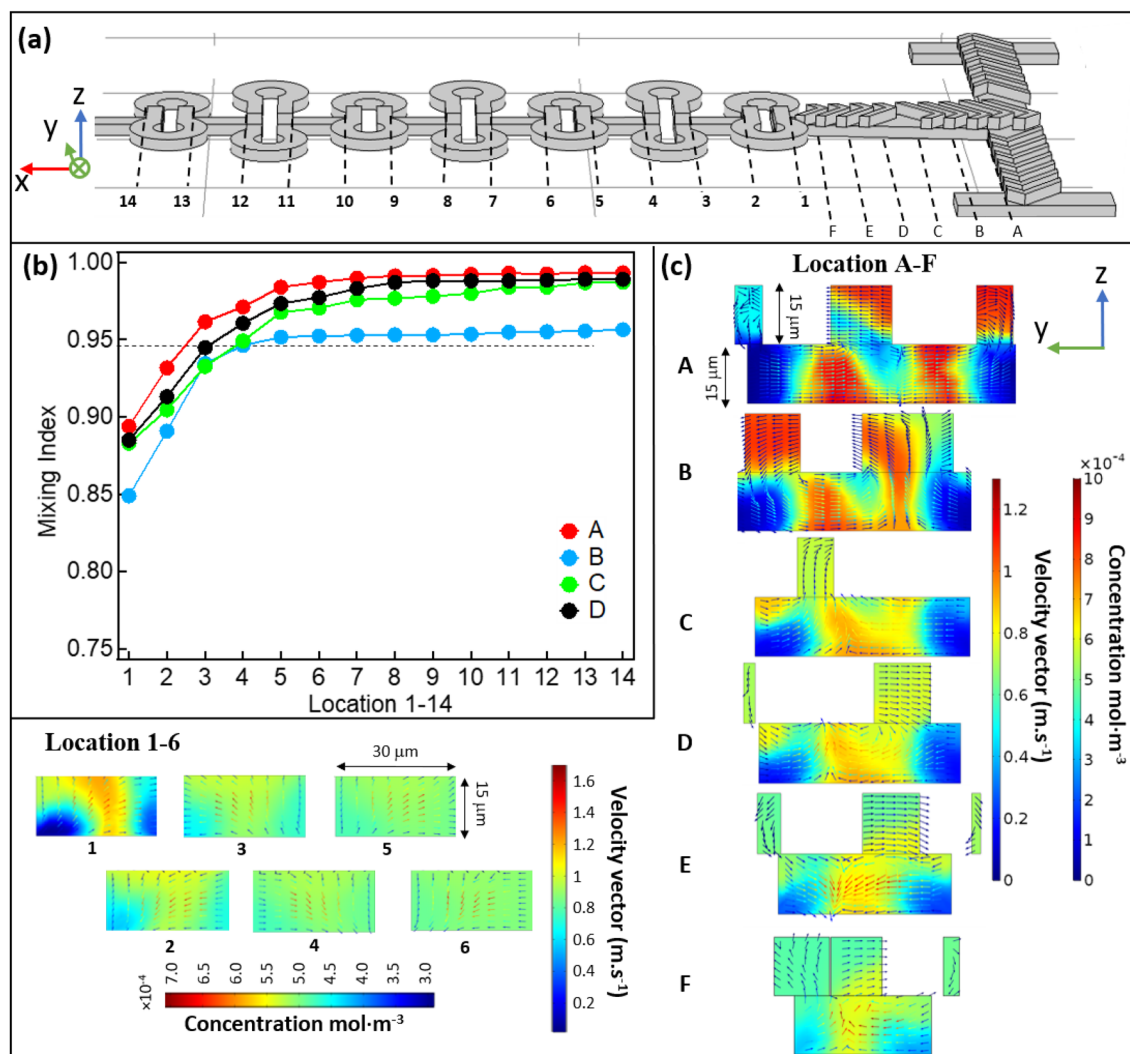 (a)
z
y
x
14 13 12 11 10 9 8 7 6 5 4 3 2 1
F E D C B A
(b)
1.00
0.95
0.90
0.85
0.80
0.75
Mixing Index
1 2 3 4 5 6 7 8 9 10 11 12 13 14
Location 1-14
A
B
C
D
(c)
Location A-F
z
y
15 μm
15 μm
A
B
C
D
E
F
Velocity vector (m.s⁻¹)
1.2
1
0.8
0.6
0.4
0.2
0
Concentration mol·m⁻³
×10⁻⁴
10
9
8
7
6
5
4
3
2
1
0
Location 1-6
30 μm
15 μm
1 3 5
2 4 6
×10⁻⁴
7.0 6.5 6.0 5.5 5.0 4.5 4.0 3.5 3.0
Concentration mol·m⁻³
Velocity vector (m.s⁻¹)
1.6
1.4
1.2
1
0.8
0.6
0.4
0.2